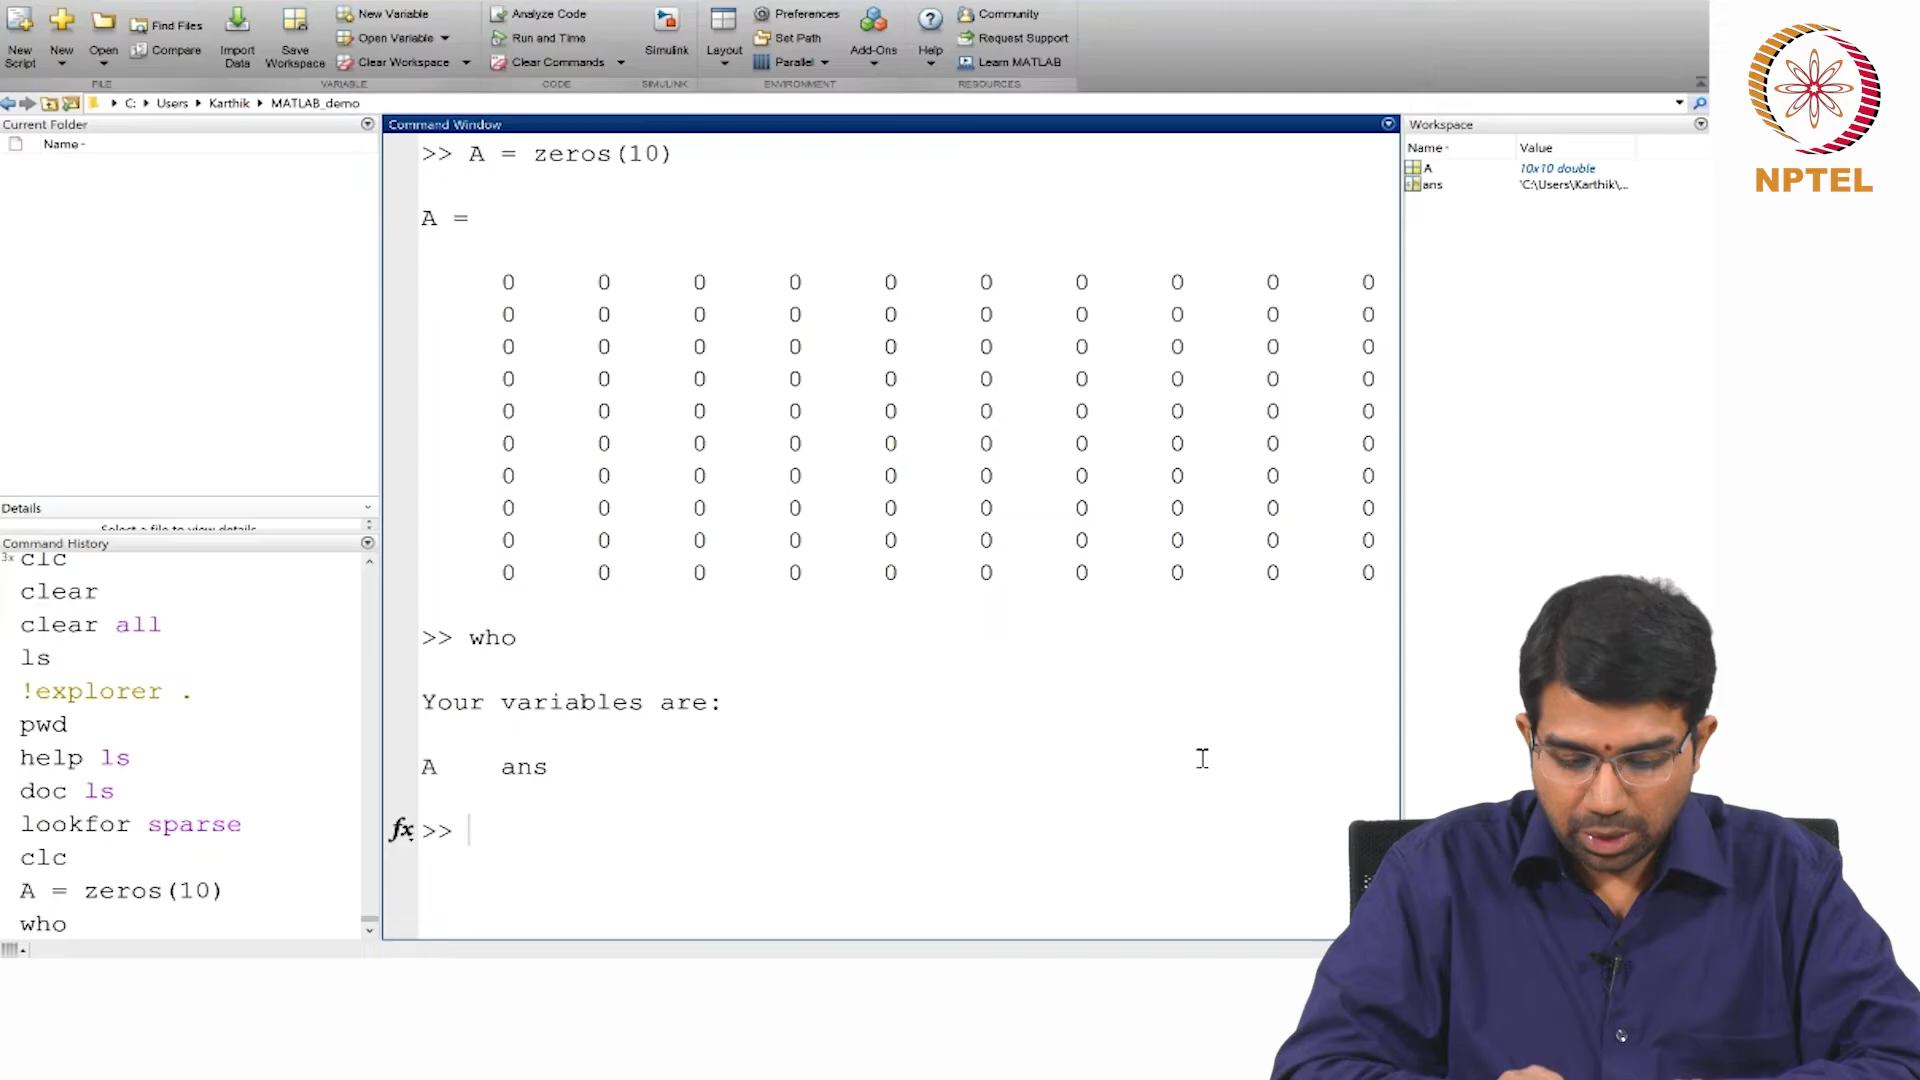 New Script
New
Open
Find Files
Compare
Import Data
Save Workspace
New Variable
Open Variable
Clear Workspace
Analyze Code
Run and Time
Clear Commands
Simulink
Layout
Preferences
Set Path
Parallel
Add-Ons
Help
Community
Request Support
Learn MATLAB
FILE
VARIABLE
CODE
SIMULINK
ENVIRONMENT
RESOURCES
C: Users Karthik MATLAB_demo
NPTEL
Current Folder
Name
Details
Select a file to view details
Command History
3x clc
clear
clear all
ls
!explorer .
pwd
help ls
doc ls
lookfor sparse
clc
A = zeros(10)
who
Command Window
>> A = zeros(10)
A =
0 0 0 0 0 0 0 0 0 0
0 0 0 0 0 0 0 0 0 0
0 0 0 0 0 0 0 0 0 0
0 0 0 0 0 0 0 0 0 0
0 0 0 0 0 0 0 0 0 0
0 0 0 0 0 0 0 0 0 0
0 0 0 0 0 0 0 0 0 0
0 0 0 0 0 0 0 0 0 0
0 0 0 0 0 0 0 0 0 0
0 0 0 0 0 0 0 0 0 0
>> who
Your variables are:
A ans
fx >>
Workspace
Name Value
A 10x10 double
ans 'C:\Users\Karthik\...